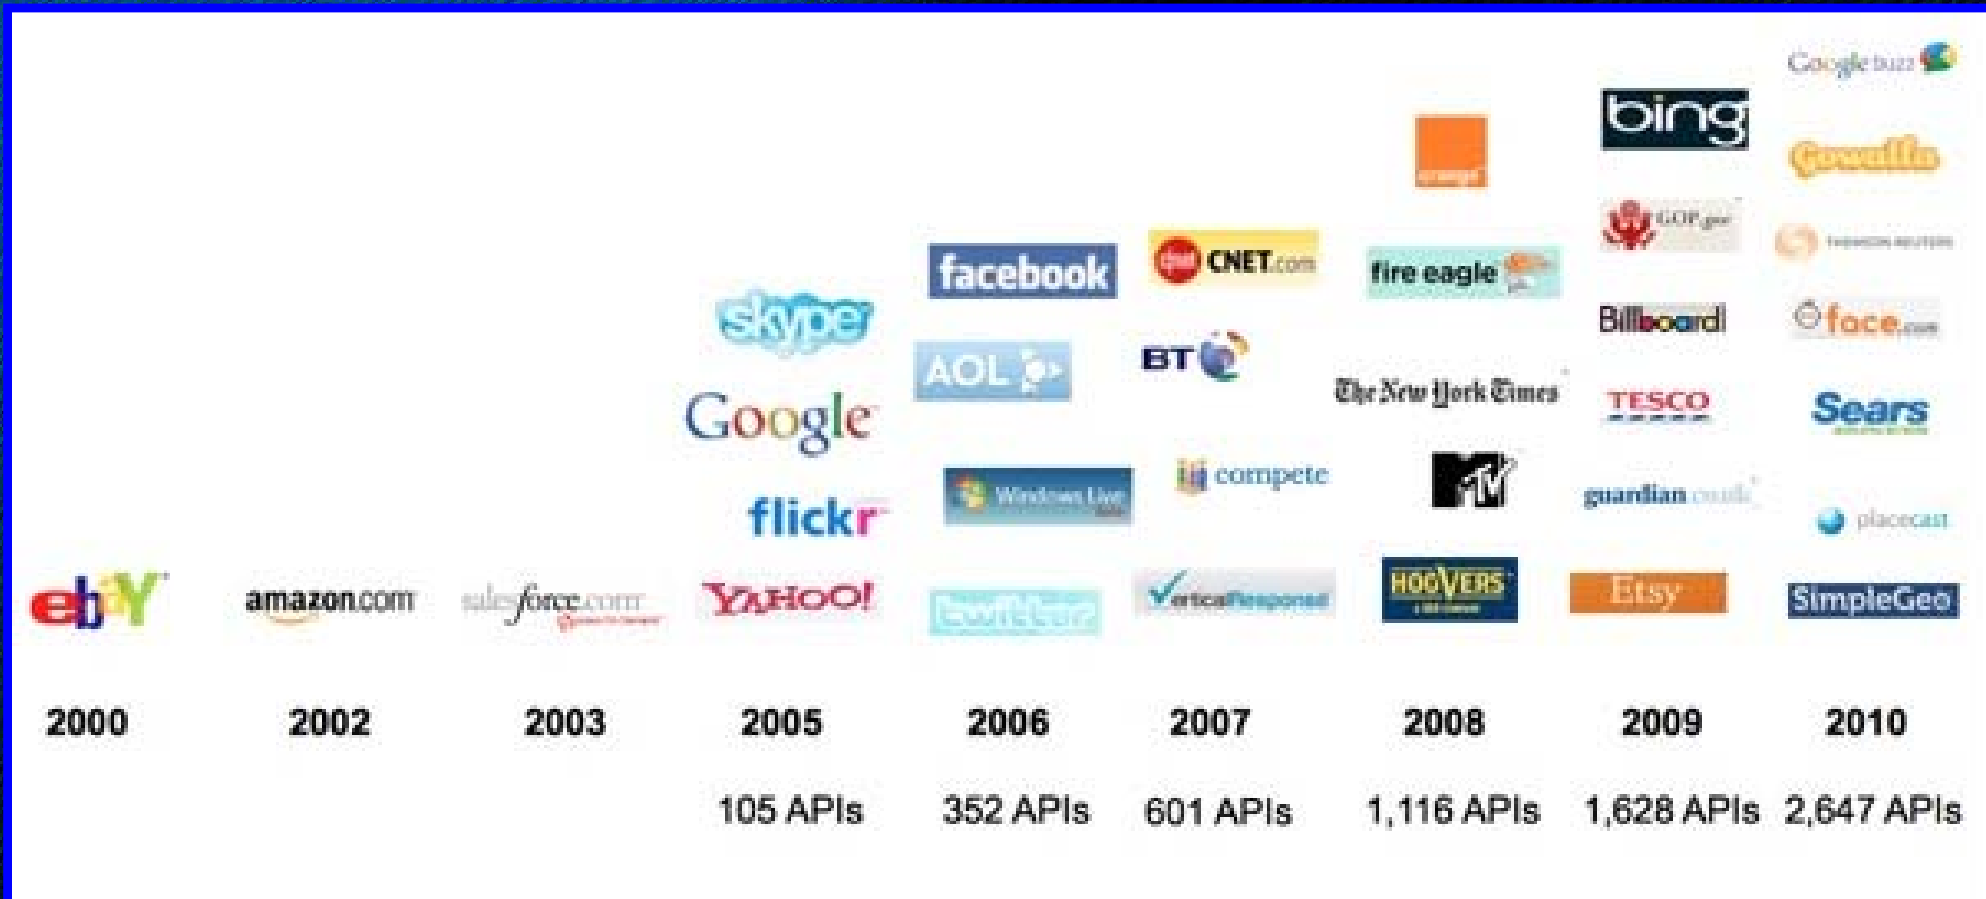 Google buzz
bing
Gowalla
orange
GOP.gov
THOMSON REUTERS
facebook
cnet CNET.com
fire eagle
skype
Billboard
face.com
AOL
BT
The New York Times
TESCO
Sears
Google
Windows Live
compete
MTV
guardian.co.uk
placecast
flickr
ebY
amazon.com
salesforce.com
YAHOO!
twitter
VerticalResponse
HOOVERS
Etsy
SimpleGeo
2000 2002 2003 2005 2006 2007 2008 2009 2010
105 APIs 352 APIs 601 APIs 1,116 APIs 1,628 APIs 2,647 APIs